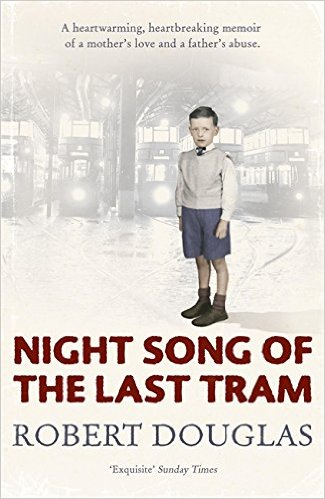 A heartwarming, heartbreaking memoir
of a mother's love and a father's abuse.
NIGHT SONG OF
THE LAST TRAM
ROBERT DOUGLAS
'Exquisite' Sunday Times